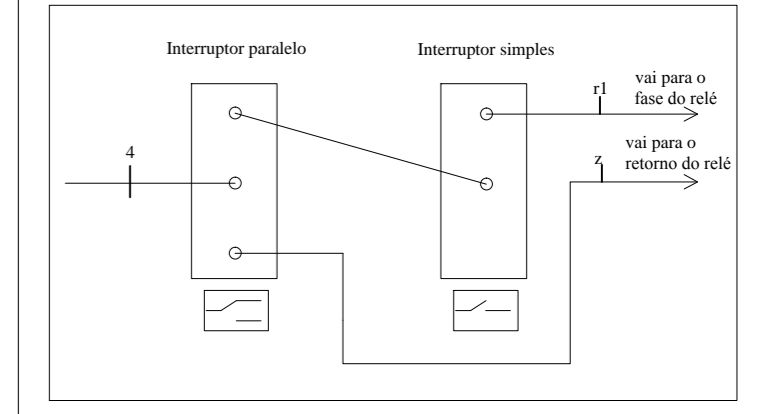 Interruptor paralelo
Interruptor simples
4
r1
vai para o
fase do relé
z
vai para o
retorno do relé